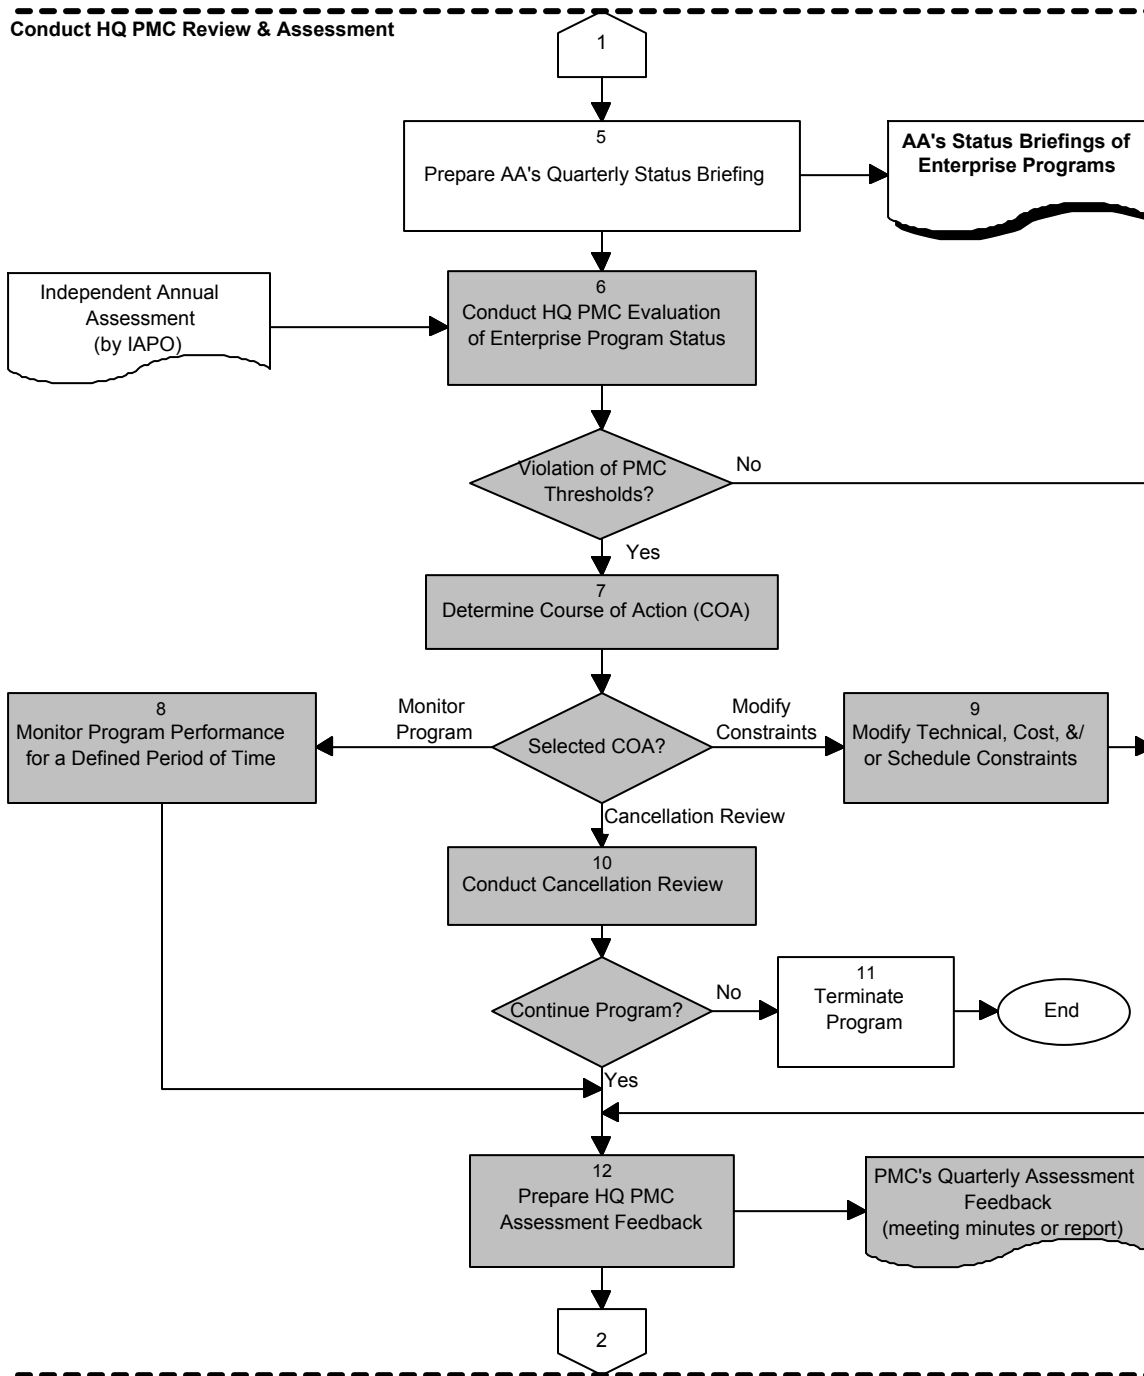 Conduct HQ PMC Review & Assessment
1
5
Prepare AA's Quarterly Status Briefing
AA's Status Briefings of
Enterprise Programs
Independent Annual
Assessment
(by IAPO)
6
Conduct HQ PMC Evaluation
of Enterprise Program Status
Violation of PMC
Thresholds?
No
Yes
7
Determine Course of Action (COA)
8
Monitor Program Performance
for a Defined Period of Time
Monitor
Program
Selected COA?
Modify
Constraints
9
Modify Technical, Cost, &/
or Schedule Constraints
Cancellation Review
10
Conduct Cancellation Review
Continue Program?
No
11
Terminate
Program
End
Yes
12
Prepare HQ PMC
Assessment Feedback
PMC's Quarterly Assessment
Feedback
(meeting minutes or report)
2